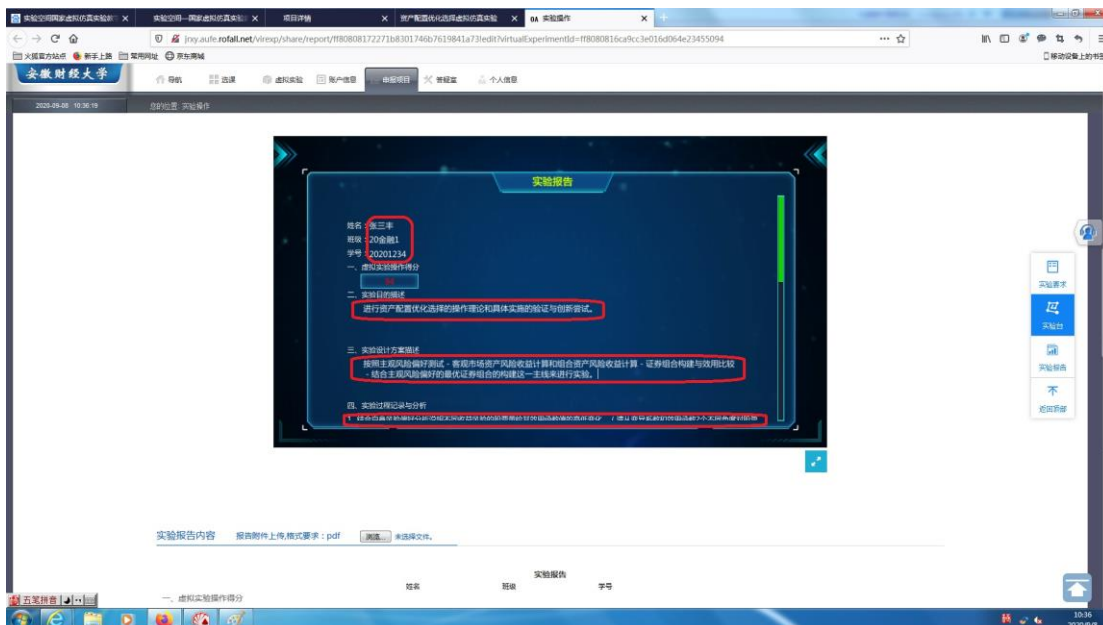 实验空间国家虚拟仿真实验教
实验空间—国家虚拟仿真实验
项目详情
资产配置优化选择虚拟仿真实验
实验操作
jrxy.aufe.rofall.net/virexp/share/report/ff80808172271b8301746b7619841a73!edit?virtualExperimentId=ff8080816ca9cc3e016d064e23455094
火狐官方站点 新手上路 常用网址 京东商城
移动设备上的书签
安徽财经大学
导航 选课 虚拟实验 账户信息 申报项目 答疑室 个人信息
2020-09-08 10:36:19 您的位置: 实验操作
实验报告
姓名:张三丰
班级:20金融1
学号:20201234
一、虚拟实验操作得分
二、实验目的描述
进行资产配置优化选择的操作理论和具体实施的验证与创新尝试。
三、实验设计方案描述
按照主观风险偏好测试 - 客观市场资产风险收益计算和组合资产风险收益计算 - 证券组合构建与效用比较
- 结合主观风险偏好的最优证券组合的构建这一主线来进行实验。
四、实验过程记录与分析
实验要求
实验台
实验报告
返回顶部
实验报告内容 报告附件上传,格式要求:pdf 浏览... 未选择文件。
实验报告
姓名 班级 学号
一、虚拟实验操作得分
五笔拼音
10:36
2020/9/8